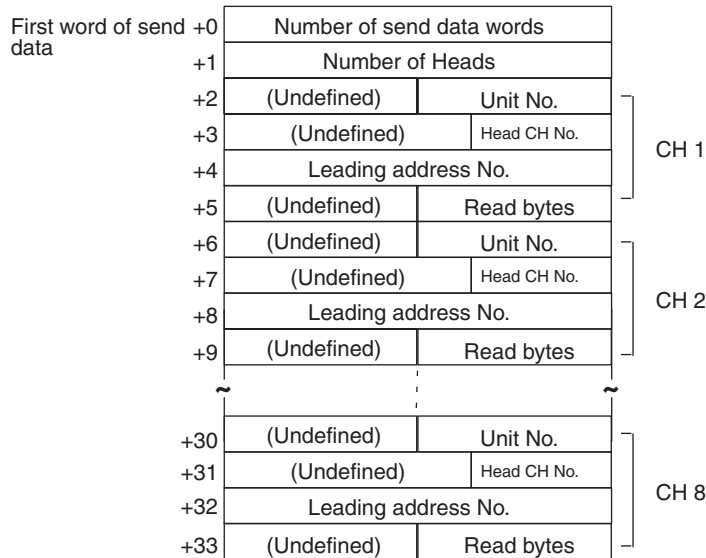 First word of send data +0 Number of send data words
+1 Number of Heads
+2 (Undefined) Unit No.
+3 (Undefined) Head CH No.
CH 1
+4 Leading address No.
+5 (Undefined) Read bytes
+6 (Undefined) Unit No.
+7 (Undefined) Head CH No.
CH 2
+8 Leading address No.
+9 (Undefined) Read bytes
~ ~
+30 (Undefined) Unit No.
+31 (Undefined) Head CH No.
CH 8
+32 Leading address No.
+33 (Undefined) Read bytes